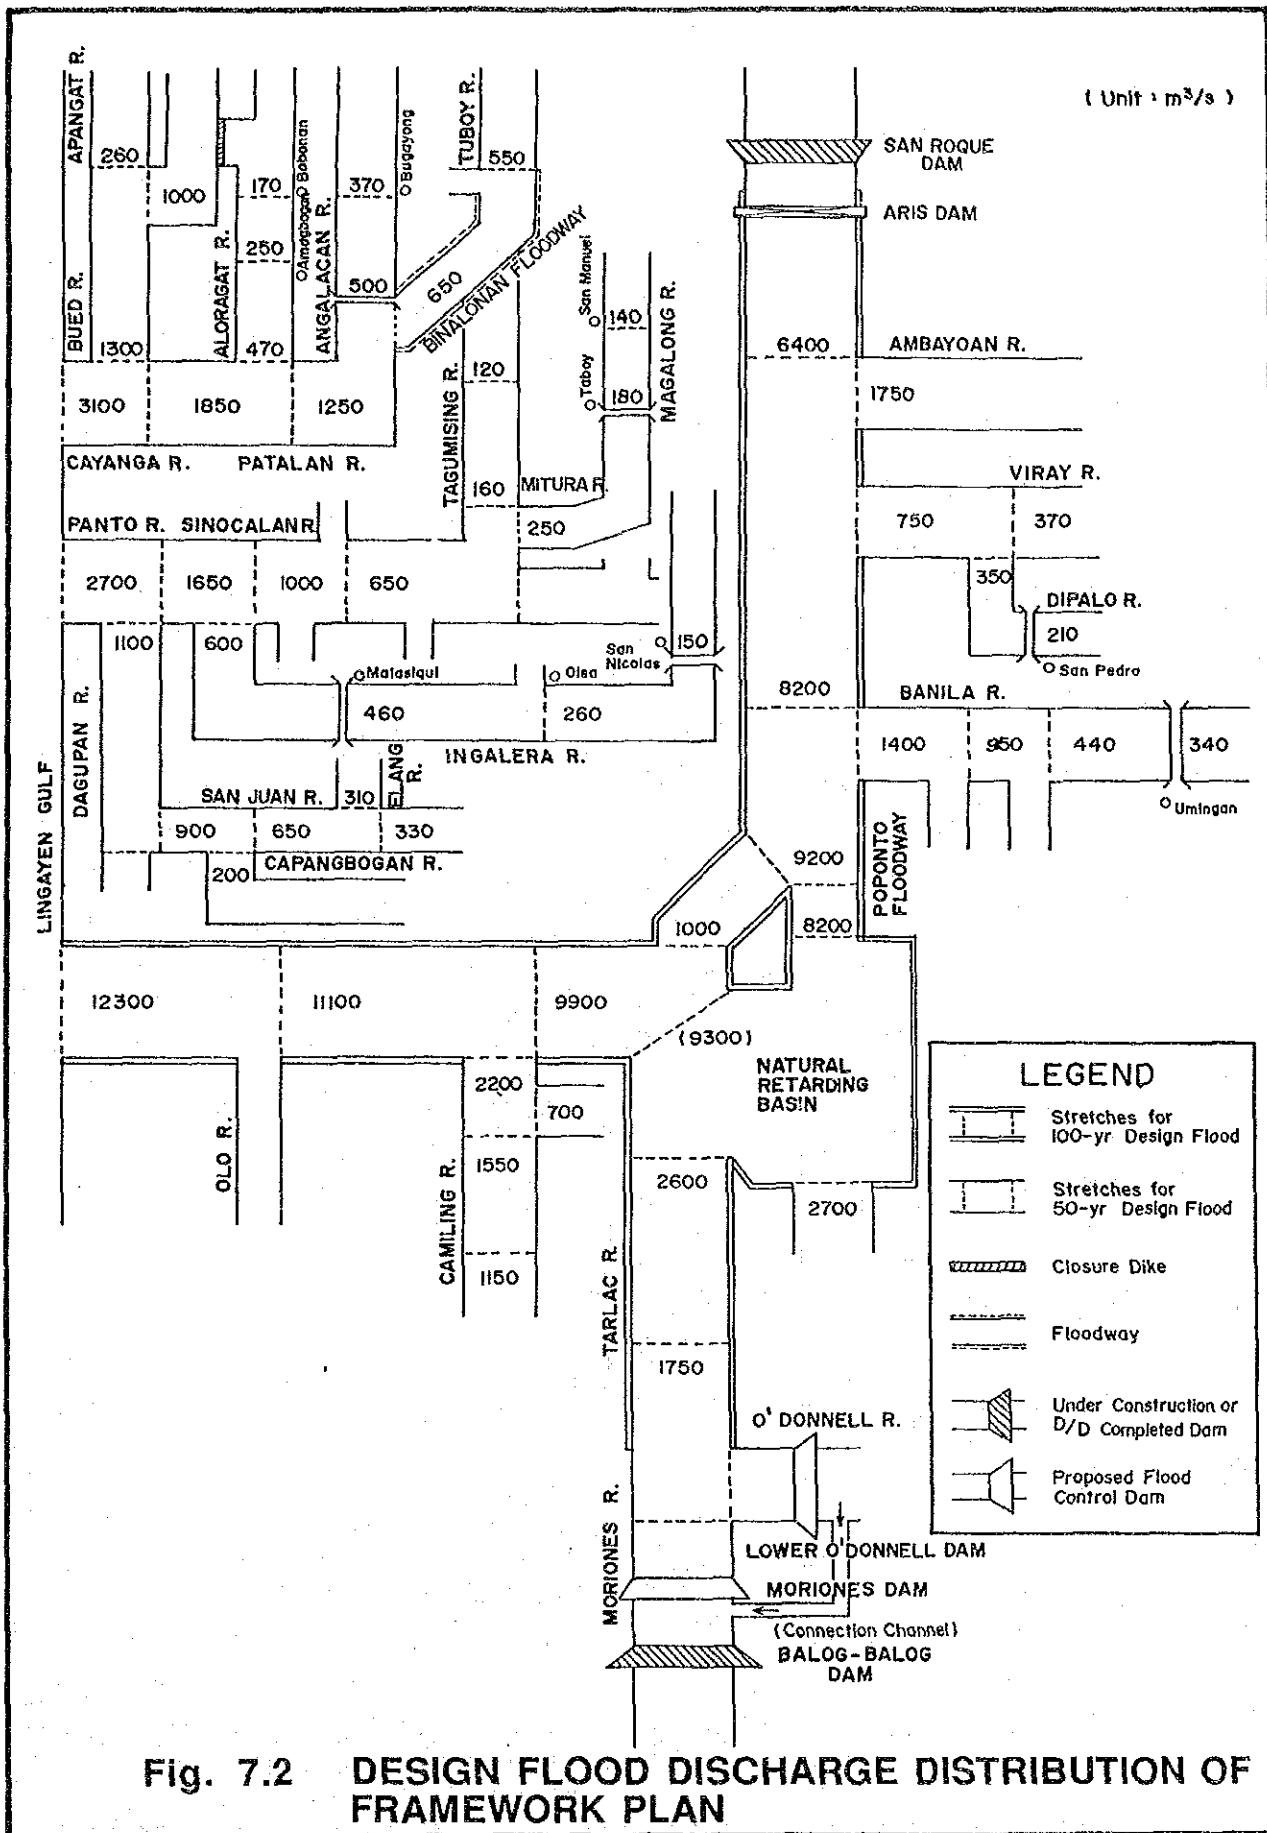 ( Unit : m³/s )
APANGAT R.
BUED R.
260
1000
1300
3100
ALORAGAT R.
170
250
470
Babonan
Amagbagan
ANGALACAN R.
370
500
Bugayong
TUBOY R.
550
650
BINALONAN FLOODWAY
1850
1250
CAYANGA R.
PATALAN R.
TAGUMISING R.
120
160
MITURA R.
250
San Manuel
140
Taboy
180
MAGALONG R.
SAN ROQUE
DAM
ARIS DAM
6400
AMBAYOAN R.
1750
VIRAY R.
750
370
350
DIPALO R.
210
San Pedro
PANTO R.
SINOCALAN R.
2700
1650
1000
650
1100
600
Malasiqui
Olea
San
Nicolas
150
460
260
INGALERA R.
8200
BANILA R.
1400
950
440
340
Umingan
LINGAYEN GULF
DAGUPAN R.
SAN JUAN R.
310
ELANG
R.
900
650
330
200
CAPANGBOGAN R.
9200
POPONTO
FLOODWAY
1000
8200
12300
11100
9900
(9300)
NATURAL
RETARDING
BASIN
OLO R.
2200
700
1550
CAMILING R.
1150
TARLAC R.
2600
2700
1750
O' DONNELL R.
MORIONES R.
LOWER O'DONNELL DAM
MORIONES DAM
(Connection Channel)
BALOG-BALOG
DAM
LEGEND
Stretches for
100-yr Design Flood
Stretches for
50-yr Design Flood
Closure Dike
Floodway
Under Construction or
D/D Completed Dam
Proposed Flood
Control Dam
Fig. 7.2 DESIGN FLOOD DISCHARGE DISTRIBUTION OF
FRAMEWORK PLAN